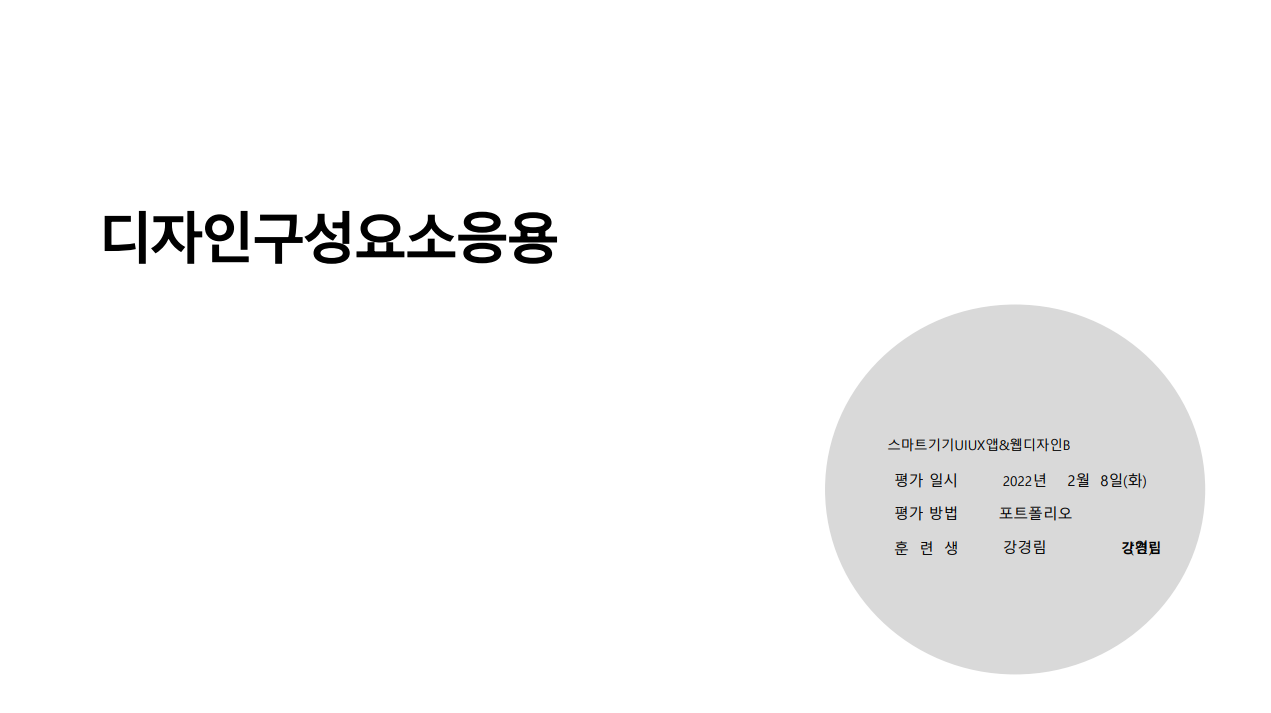 디자인구성요소응용
스마트기기UIUX앱&웹디자인B
평가 일시 2022년 2월 8일(화)
평가 방법 포트폴리오
훈 련 생 강경림 강경림